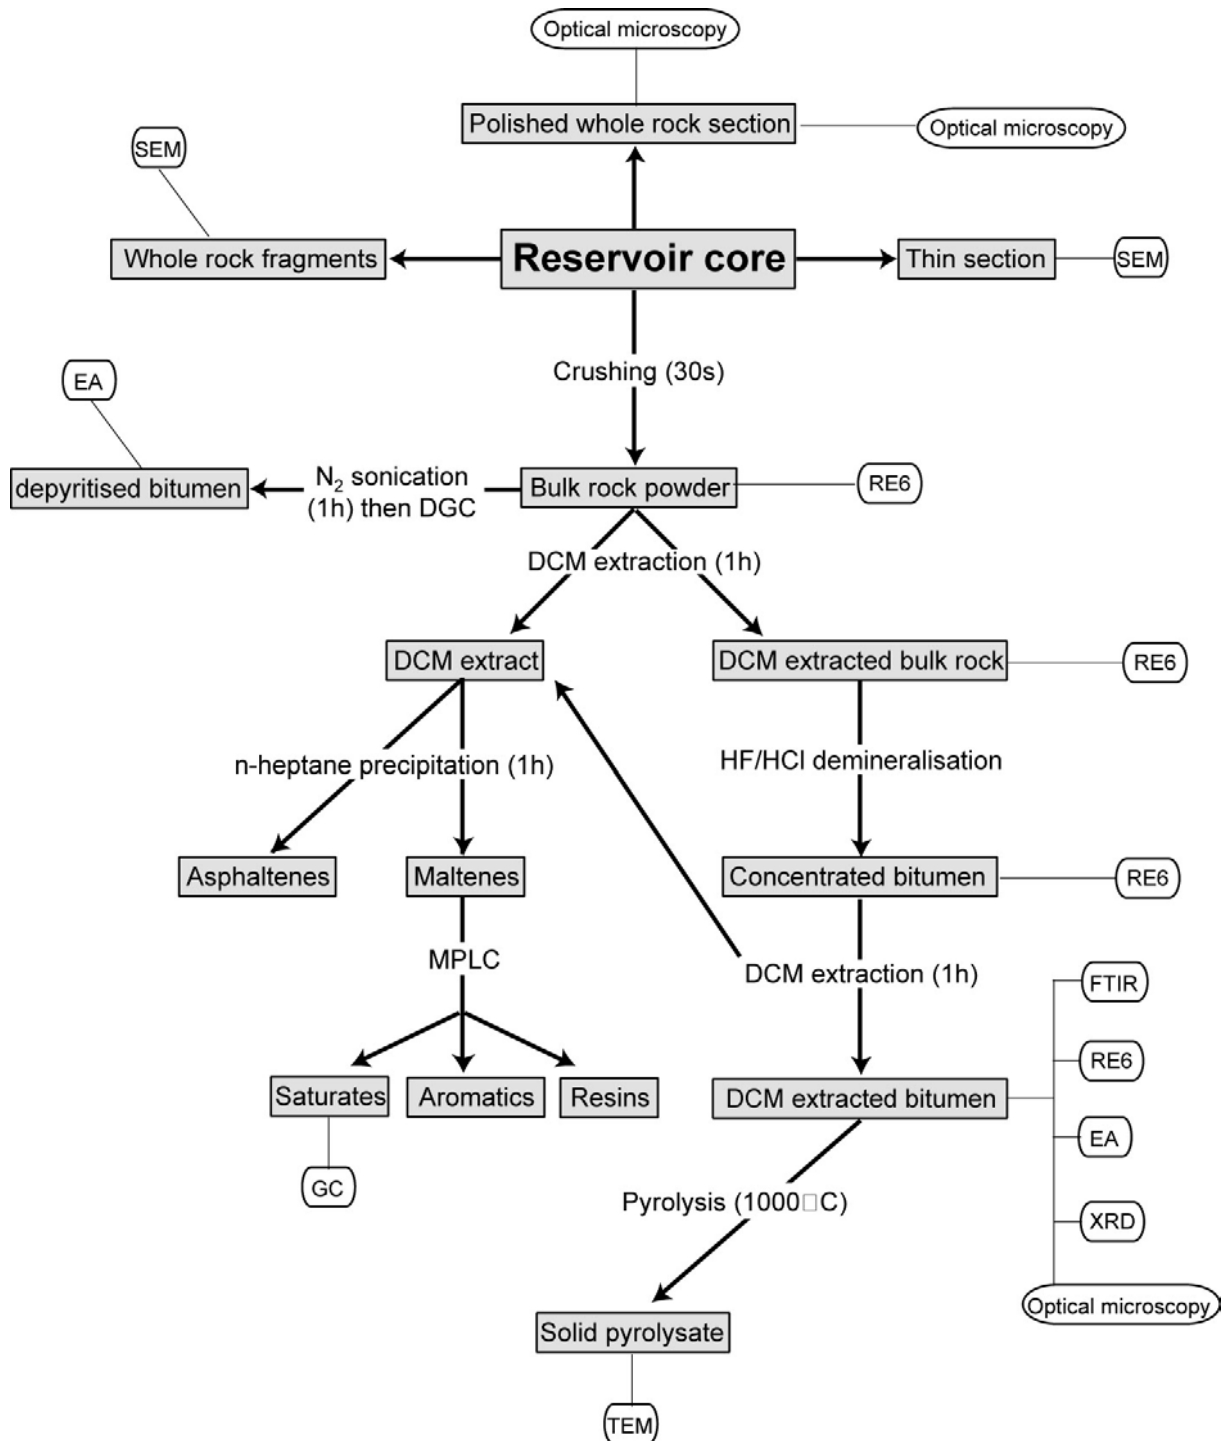 Optical microscopy
Polished whole rock section
Optical microscopy
SEM
Whole rock fragments
Reservoir core
Thin section
SEM
Crushing (30s)
EA
depyritised bitumen
N₂ sonication
(1h) then DGC
Bulk rock powder
RE6
DCM extraction (1h)
DCM extract
DCM extracted bulk rock
RE6
n-heptane precipitation (1h)
HF/HCl demineralisation
Asphaltenes
Maltenes
Concentrated bitumen
RE6
MPLC
DCM extraction (1h)
FTIR
RE6
Saturates
Aromatics
Resins
DCM extracted bitumen
EA
GC
Pyrolysis (1000□C)
XRD
Optical microscopy
Solid pyrolysate
TEM